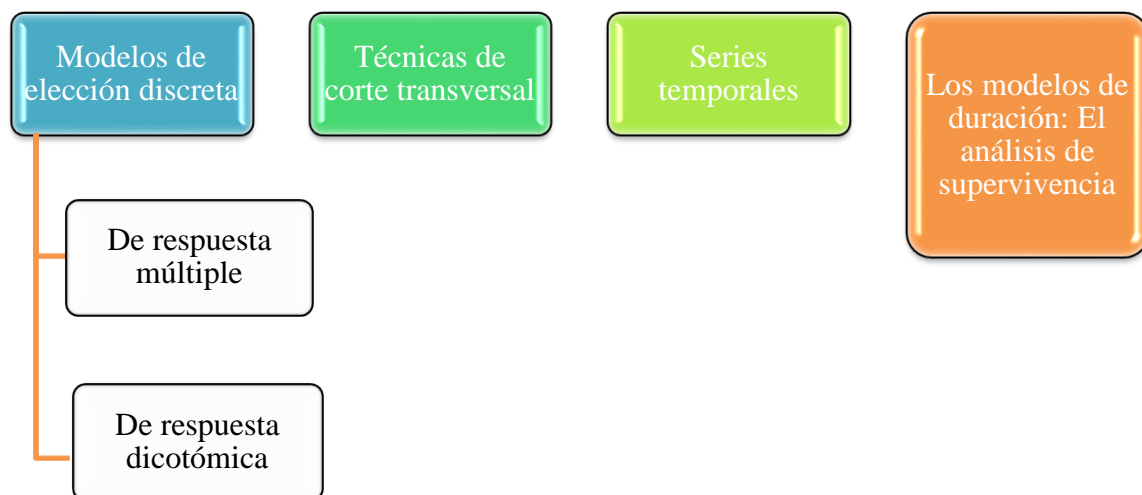 Modelos de
elección discreta
Técnicas de
corte transversal
Series
temporales
Los modelos de
duración: El
análisis de
supervivencia
De respuesta
múltiple
De respuesta
dicotómica